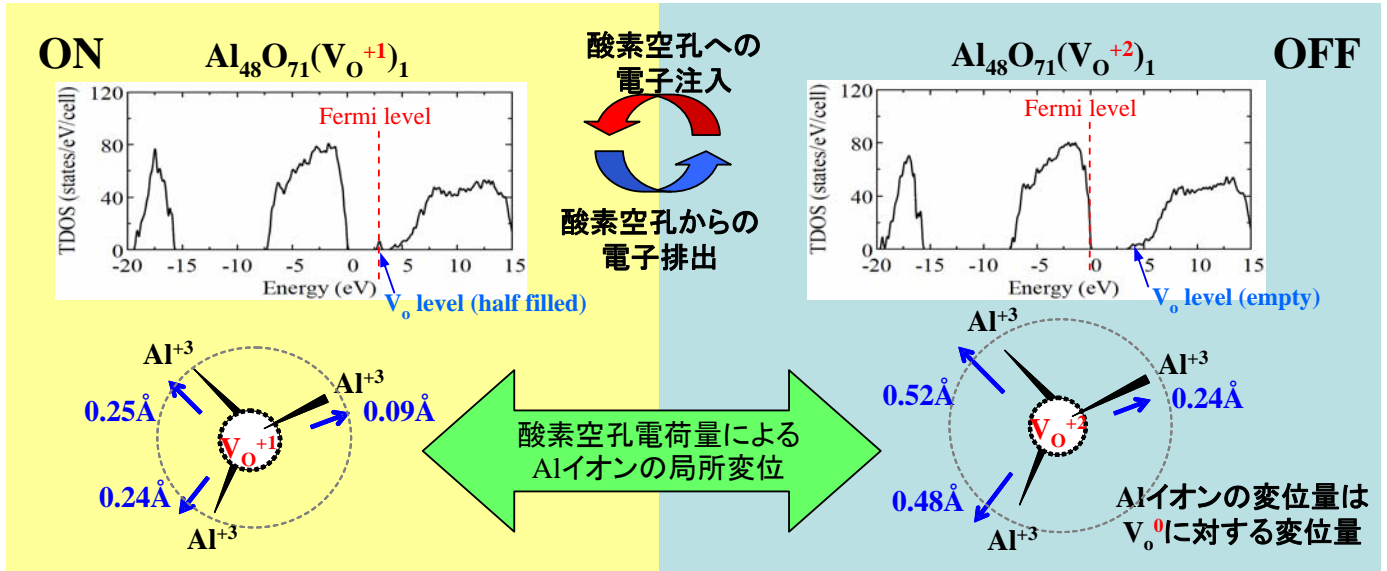 ON
Al48O71(VO+1)1
酸素空孔への
電子注入
Al48O71(VO+2)1
OFF
TDOS (states/eV/cell)
120
80
40
0
Fermi level
-20 -15 -10 -5 0 5 10 15
Energy (eV)
Vo level (half filled)
酸素空孔からの
電子排出
TDOS (states/eV/cell)
120
80
40
0
Fermi level
-20 -15 -10 -5 0 5 10 15
Energy (eV)
Vo level (empty)
Al+3
Al+3
0.25Å
0.09Å
VO+1
0.24Å
Al+3
酸素空孔電荷量による
Alイオンの局所変位
Al+3
Al+3
0.52Å
0.24Å
VO+2
0.48Å
Al+3
Alイオンの変位量は
Vo0に対する変位量